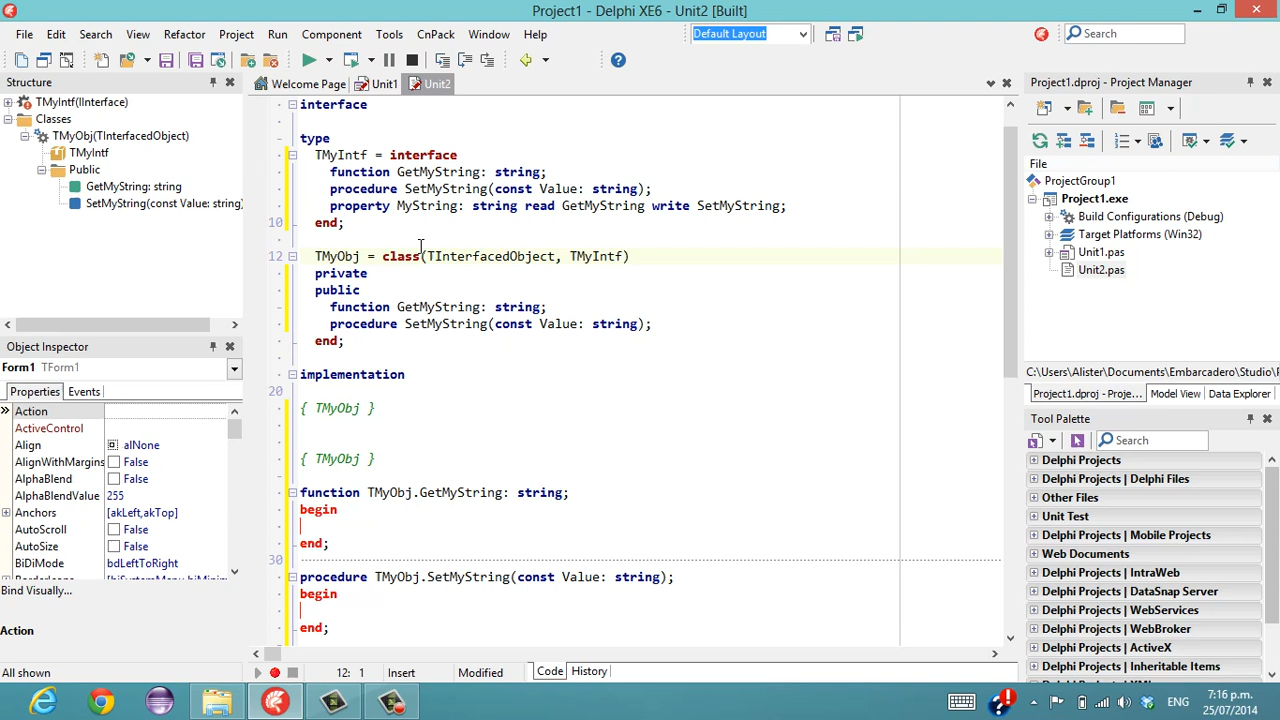 Project1 - Delphi XE6 - Unit2 [Built]
File Edit Search View Refactor Project Run Component Tools CnPack Window Help
Default Layout
Search
Structure
TMyIntf(IInterface)
Classes
TMyObj(TInterfacedObject)
TMyIntf
Public
GetMyString: string
SetMyString(const Value: string)
Object Inspector
Form1 TForm1
Properties Events
Action
ActiveControl
Align alNone
AlignWithMargins False
AlphaBlend False
AlphaBlendValue 255
Anchors [akLeft,akTop]
AutoScroll False
AutoSize False
BiDiMode bdLeftToRight
Bind Visually...
Action
All shown
Welcome Page Unit1 Unit2
interface
type
TMyIntf = interface
function GetMyString: string;
procedure SetMyString(const Value: string);
property MyString: string read GetMyString write SetMyString;
10 end;
12 TMyObj = class(TInterfacedObject, TMyIntf)
private
public
function GetMyString: string;
procedure SetMyString(const Value: string);
end;
implementation
20
{ TMyObj }
{ TMyObj }
function TMyObj.GetMyString: string;
begin
end;
30
procedure TMyObj.SetMyString(const Value: string);
begin
end;
12: 1 Insert Modified Code History
Project1.dproj - Project Manager
File
ProjectGroup1
Project1.exe
Build Configurations (Debug)
Target Platforms (Win32)
Unit1.pas
Unit2.pas
C:\Users\Alister\Documents\Embarcadero\Studio\P
Project1.dproj - Proje... Model View Data Explorer
Tool Palette
Search
Delphi Projects
Delphi Projects | Delphi Files
Other Files
Unit Test
Delphi Projects | Mobile Projects
Web Documents
Delphi Projects | IntraWeb
Delphi Projects | DataSnap Server
Delphi Projects | WebServices
Delphi Projects | WebBroker
Delphi Projects | ActiveX
Delphi Projects | Inheritable Items
ENG
7:16 p.m.
25/07/2014